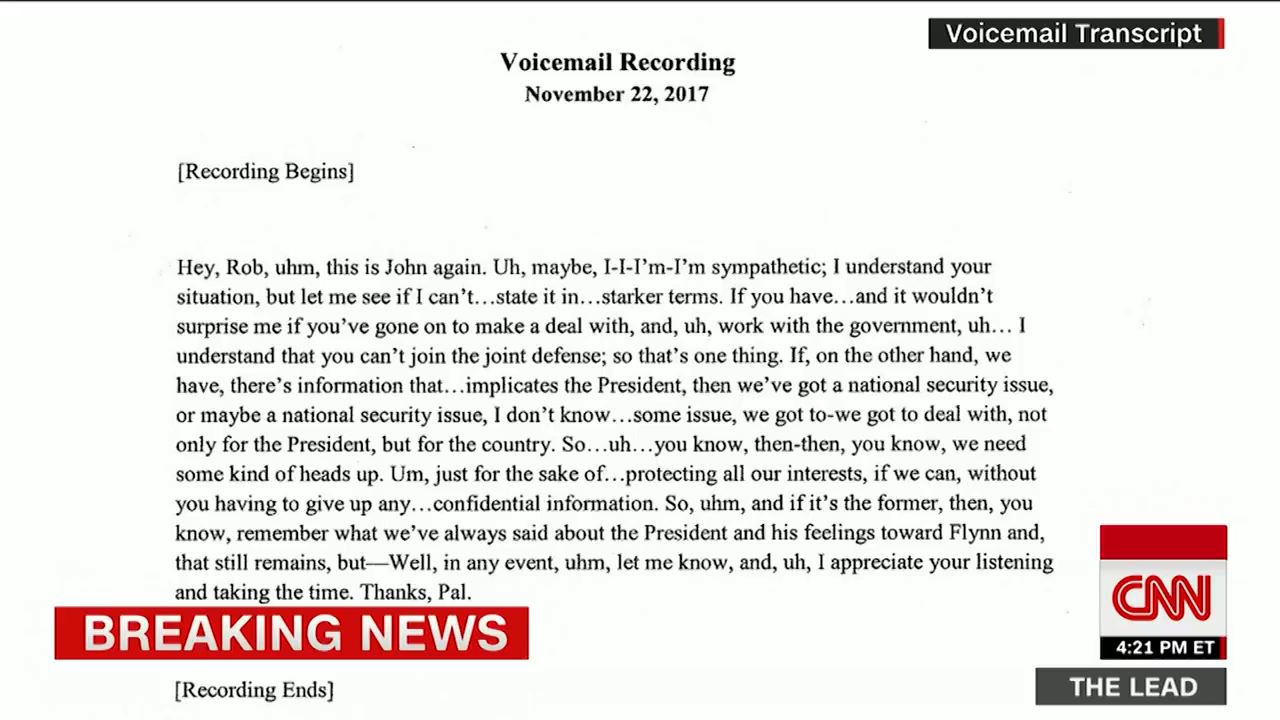 Voicemail Transcript
Voicemail Recording
November 22, 2017
[Recording Begins]
Hey, Rob, uhm, this is John again. Uh, maybe, I-I-I’m-I’m sympathetic; I understand your
situation, but let me see if I can’t…state it in…starker terms. If you have…and it wouldn’t
surprise me if you’ve gone on to make a deal with, and, uh, work with the government, uh… I
understand that you can’t join the joint defense; so that’s one thing. If, on the other hand, we
have, there’s information that…implicates the President, then we’ve got a national security issue,
or maybe a national security issue, I don’t know…some issue, we got to-we got to deal with, not
only for the President, but for the country. So…uh…you know, then-then, you know, we need
some kind of heads up. Um, just for the sake of…protecting all our interests, if we can, without
you having to give up any…confidential information. So, uhm, and if it’s the former, then, you
know, remember what we’ve always said about the President and his feelings toward Flynn and,
that still remains, but—Well, in any event, uhm, let me know, and, uh, I appreciate your listening
and taking the time. Thanks, Pal.
BREAKING NEWS
[Recording Ends]
CNN
4:21 PM ET
THE LEAD